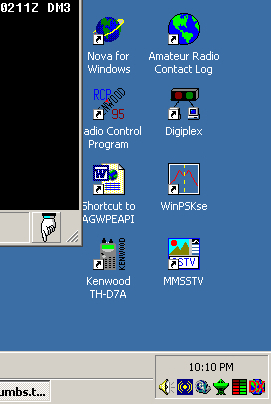 0211Z DM3
Nova for
Windows
Amateur Radio
Contact Log
RCP
KENWOOD
95
adio Control
Program
Digiplex
Shortcut to
AGWPEAPI
WinPSKse
KENWOOD
Kenwood
TH-D7A
SSTV
MMSSTV
10:10 PM
umbs.t...